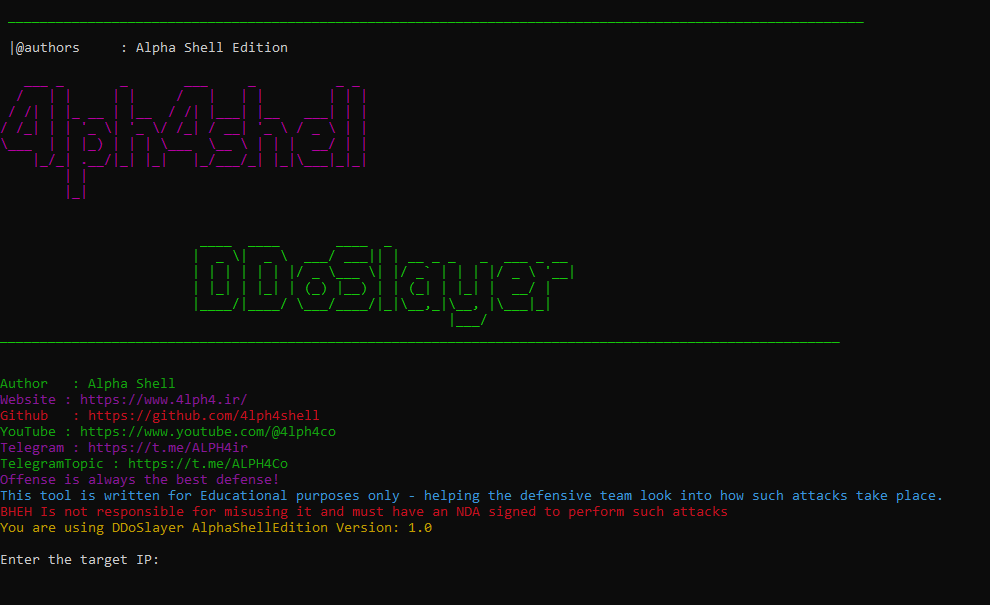 |@authors     : Alpha Shell Edition
4lph4shell
DDoSlayer
Author   : Alpha Shell
Website : https://www.4lph4.ir/
Github   : https://github.com/4lph4shell
YouTube : https://www.youtube.com/@4lph4co
Telegram : https://t.me/ALPH4ir
TelegramTopic : https://t.me/ALPH4Co
Offense is always the best defense!
This tool is written for Educational purposes only - helping the defensive team look into how such attacks take place.
BHEH Is not responsible for misusing it and must have an NDA signed to perform such attacks
You are using DDoSlayer AlphaShellEdition Version: 1.0
Enter the target IP: